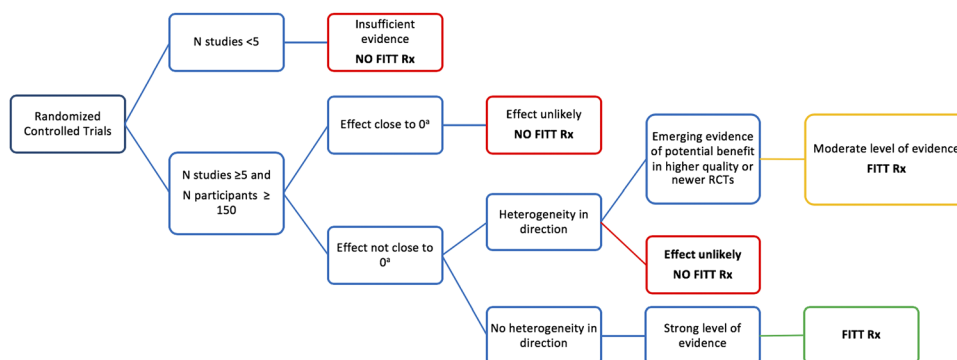 Randomized
Controlled Trials
N studies <5
Insufficient
evidence
NO FITT Rx
N studies ≥5 and
N participants ≥
150
Effect close to 0ᵃ
Effect unlikely
NO FITT Rx
Effect not close to
0ᵃ
Heterogeneity in
direction
Emerging evidence
of potential benefit
in higher quality or
newer RCTs
Moderate level of evidence
FITT Rx
Effect unlikely
NO FITT Rx
No heterogeneity in
direction
Strong level of
evidence
FITT Rx